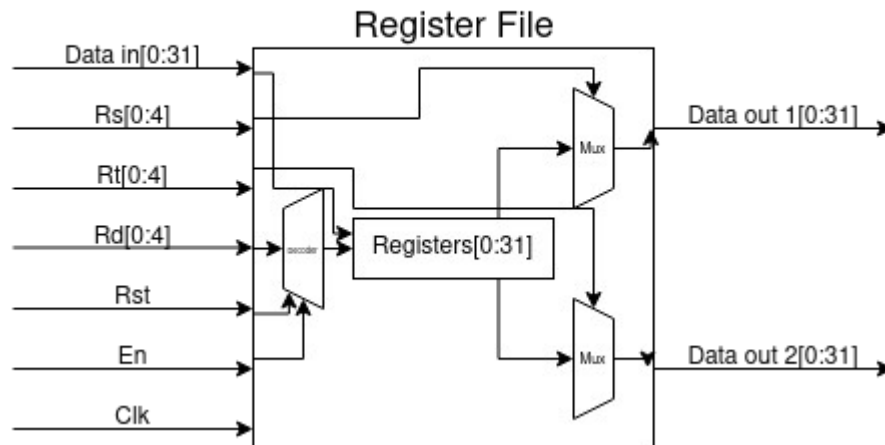 Register File
Data in[0:31]
Rs[0:4]
Rt[0:4]
Rd[0:4]
Rst
En
Clk
decoder
Registers[0:31]
Mux
Mux
Data out 1[0:31]
Data out 2[0:31]